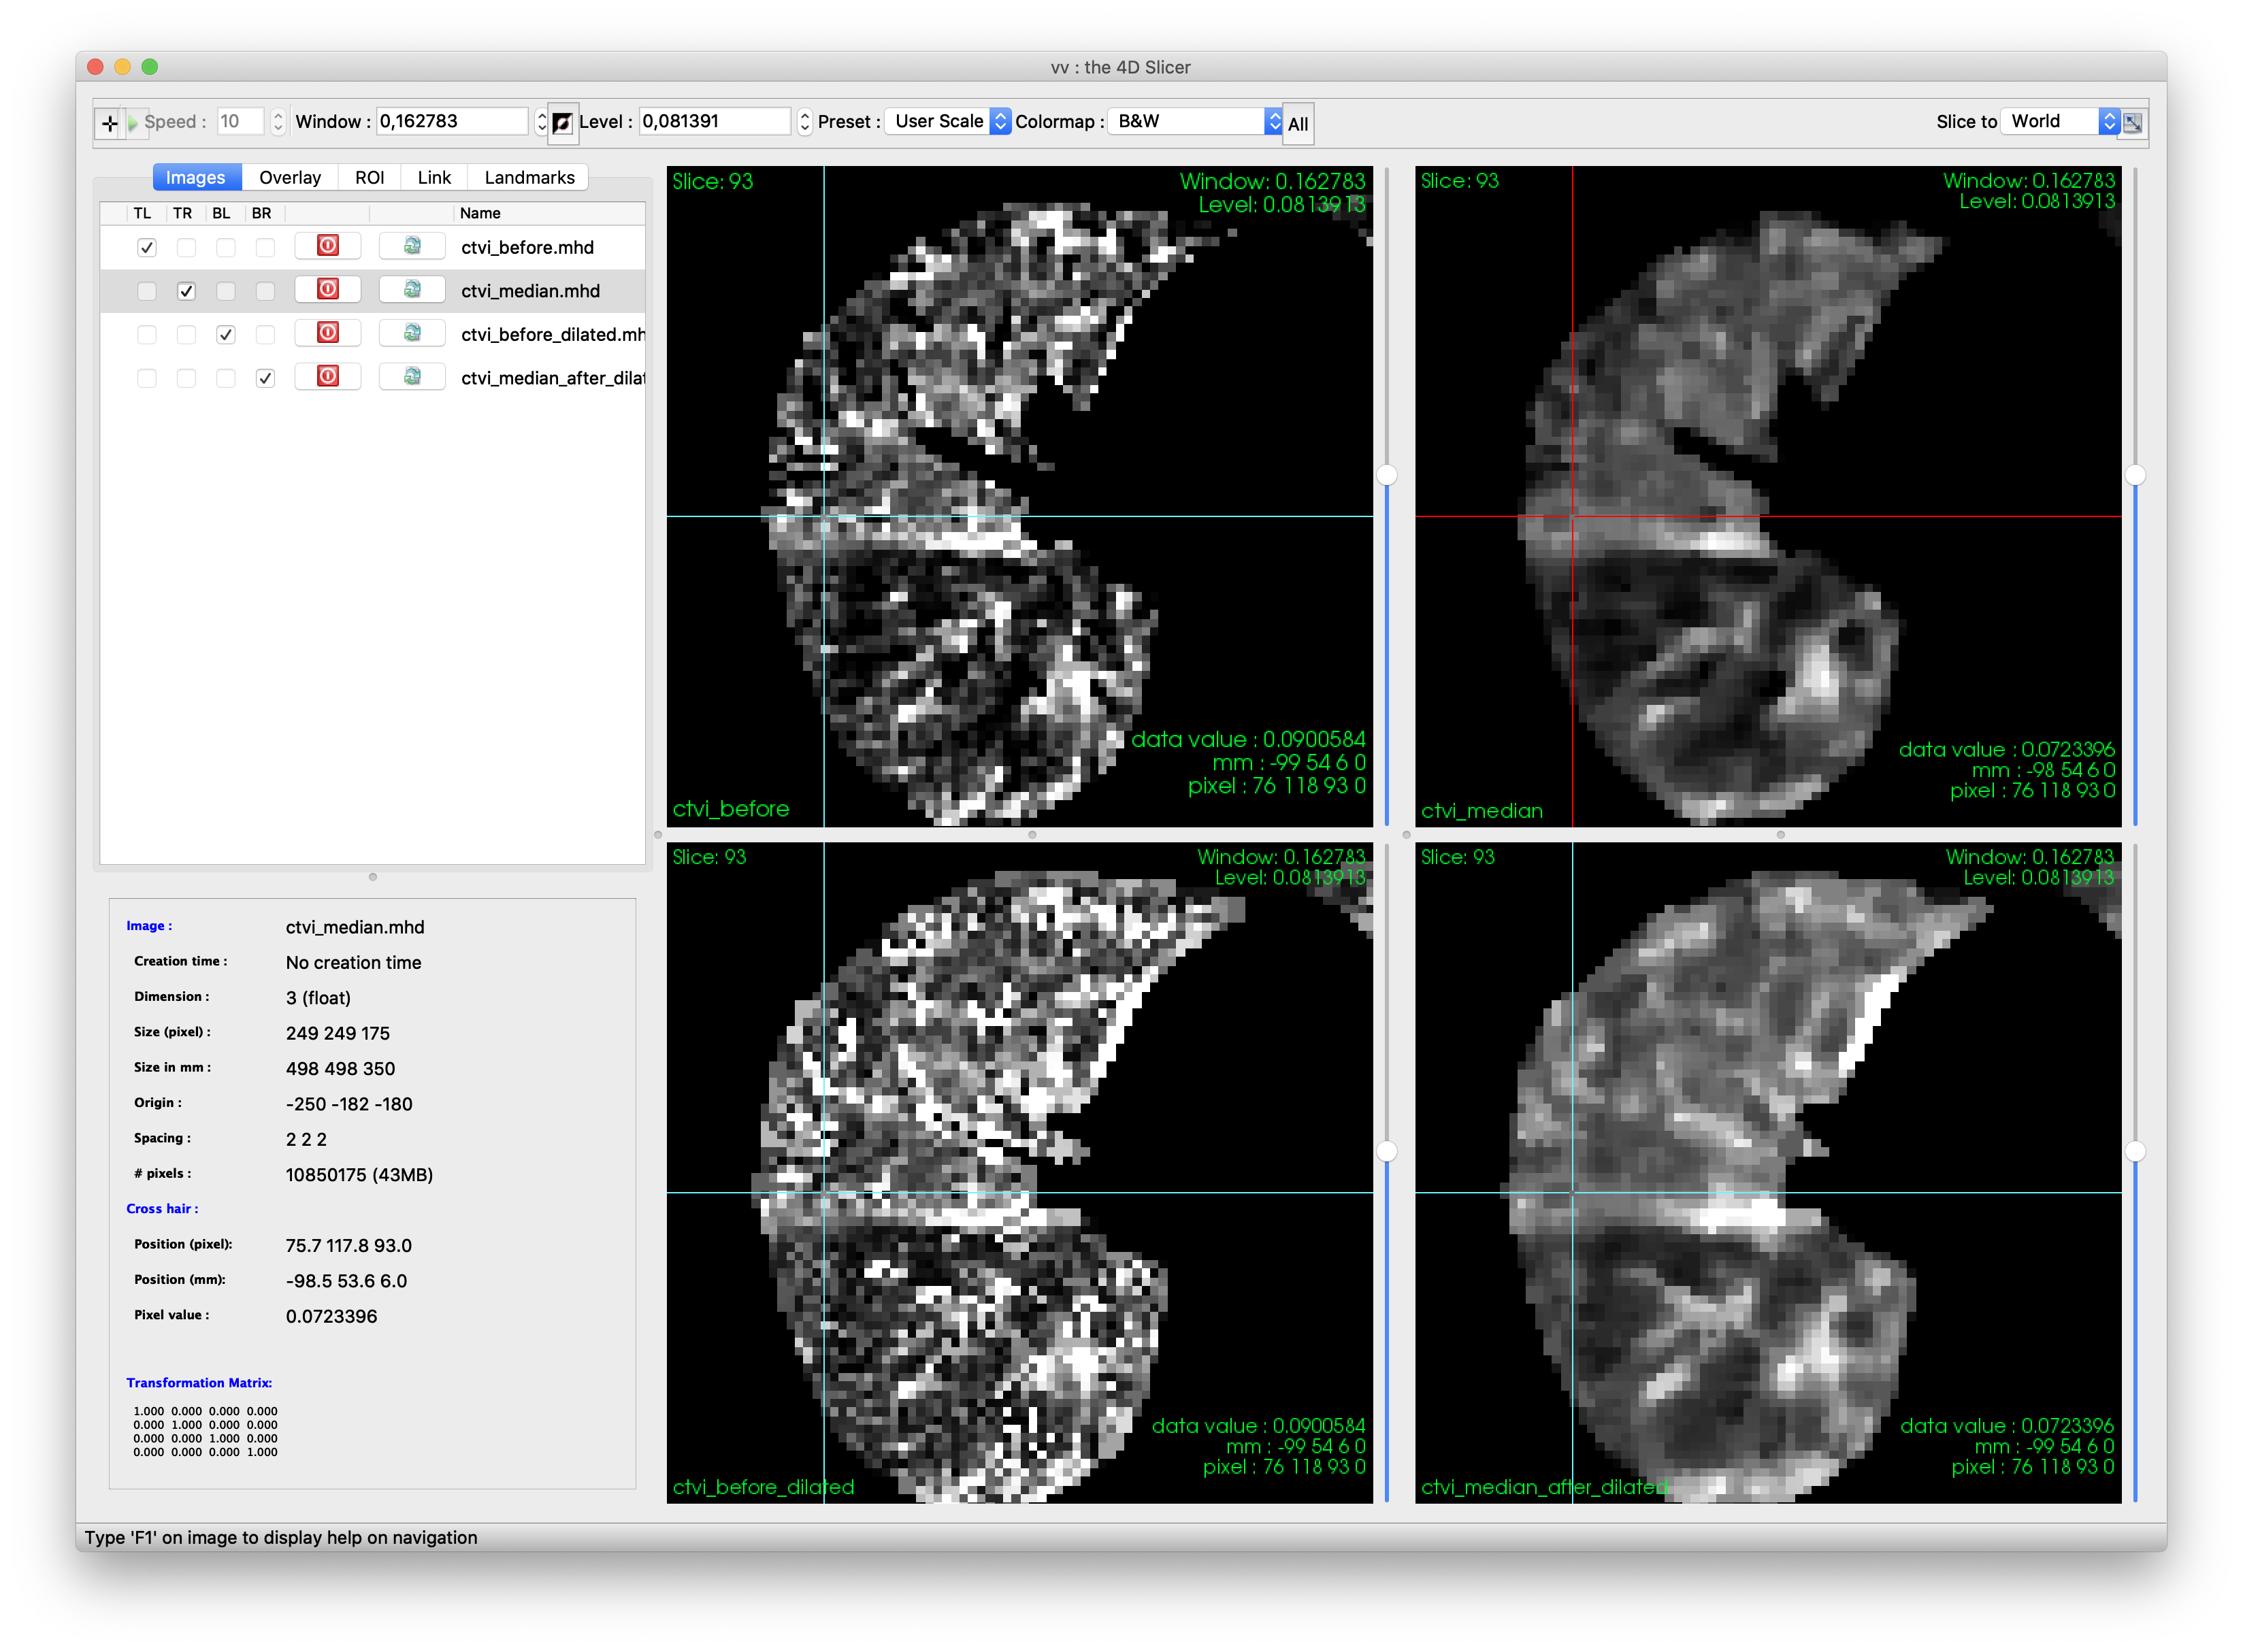 vv : the 4D Slicer
Speed : 10 Window : 0,162783 Level : 0,081391 Preset : User Scale Colormap : B&W All Slice to World
Images Overlay ROI Link Landmarks
TL TR BL BR Name
ctvi_before.mhd
ctvi_median.mhd
ctvi_before_dilated.mh
ctvi_median_after_dilat
Image : ctvi_median.mhd
Creation time : No creation time
Dimension : 3 (float)
Size (pixel) : 249 249 175
Size in mm : 498 498 350
Origin : -250 -182 -180
Spacing : 2 2 2
# pixels : 10850175 (43MB)
Cross hair :
Position (pixel): 75.7 117.8 93.0
Position (mm): -98.5 53.6 6.0
Pixel value : 0.0723396
Transformation Matrix:
1.000 0.000 0.000 0.000
0.000 1.000 0.000 0.000
0.000 0.000 1.000 0.000
0.000 0.000 0.000 1.000
Slice: 93
Window: 0.162783
Level: 0.0813913
data value : 0.0900584
mm : -99 54 6 0
pixel : 76 118 93 0
ctvi_before
Slice: 93
Window: 0.162783
Level: 0.0813913
data value : 0.0723396
mm : -98 54 6 0
pixel : 76 118 93 0
ctvi_median
Slice: 93
Window: 0.162783
Level: 0.0813913
data value : 0.0900584
mm : -99 54 6 0
pixel : 76 118 93 0
ctvi_before_dilated
Slice: 93
Window: 0.162783
Level: 0.0813913
data value : 0.0723396
mm : -99 54 6 0
pixel : 76 118 93 0
ctvi_median_after_dilated
Type 'F1' on image to display help on navigation